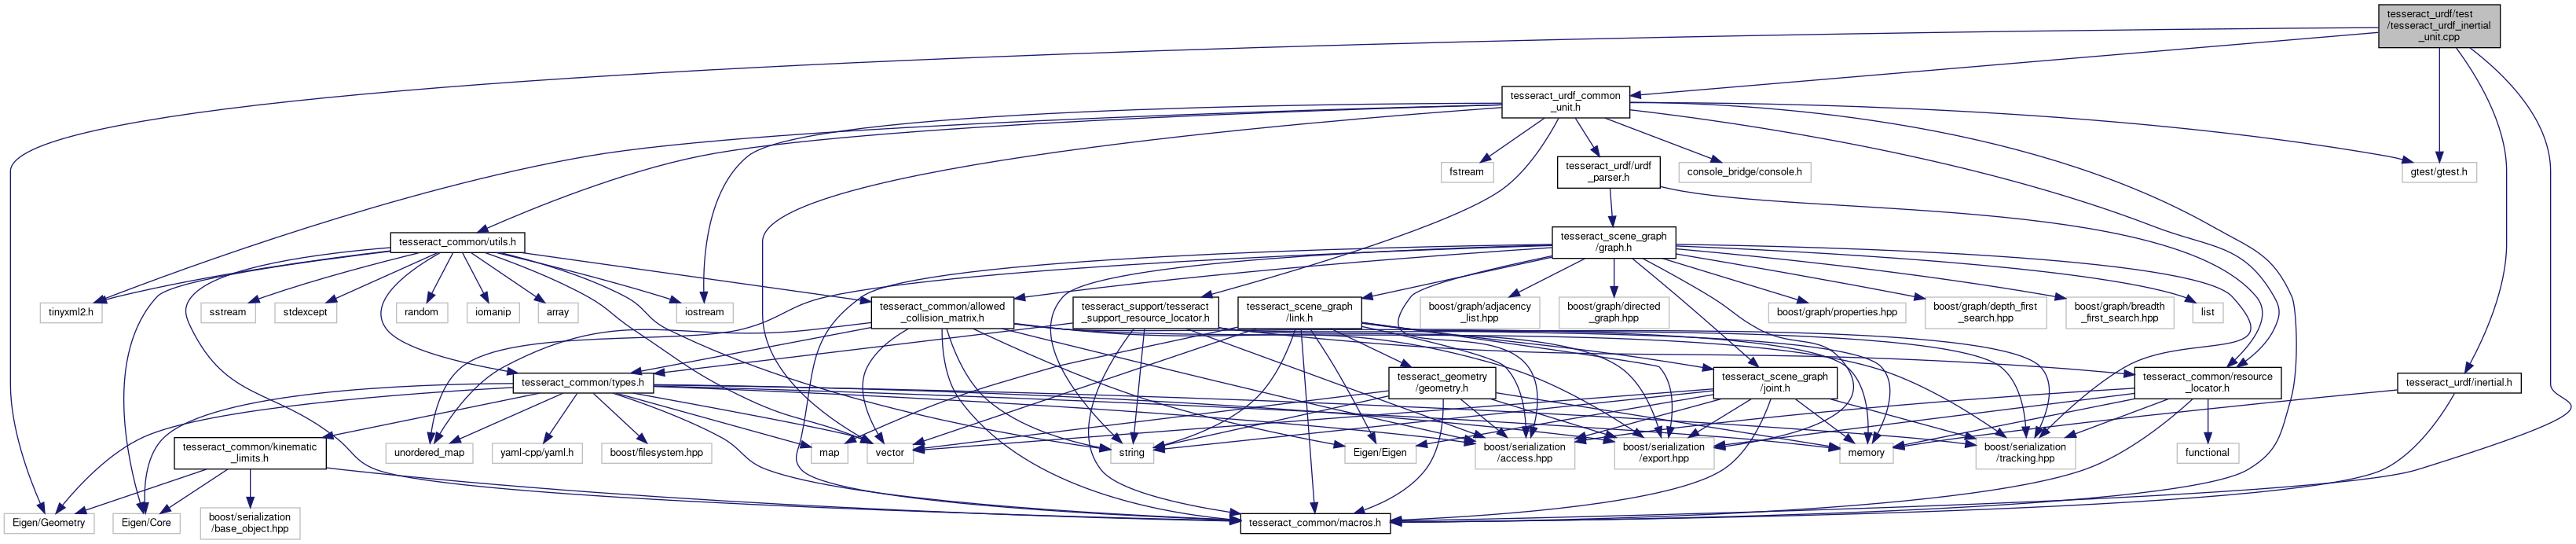 tesseract_urdf/test
/tesseract_urdf_inertial
_unit.cpp
tesseract_urdf_common
_unit.h
fstream
tesseract_urdf/urdf
_parser.h
console_bridge/console.h
gtest/gtest.h
tesseract_common/utils.h
tesseract_scene_graph
/graph.h
tinyxml2.h
sstream
stdexcept
random
iomanip
array
iostream
tesseract_common/allowed
_collision_matrix.h
tesseract_support/tesseract
_support_resource_locator.h
tesseract_scene_graph
/link.h
boost/graph/adjacency
_list.hpp
boost/graph/directed
_graph.hpp
boost/graph/properties.hpp
boost/graph/depth_first
_search.hpp
boost/graph/breadth
_first_search.hpp
list
tesseract_common/types.h
tesseract_geometry
/geometry.h
tesseract_scene_graph
/joint.h
tesseract_common/resource
_locator.h
tesseract_urdf/inertial.h
tesseract_common/kinematic
_limits.h
unordered_map
yaml-cpp/yaml.h
boost/filesystem.hpp
map
vector
string
Eigen/Eigen
boost/serialization
/access.hpp
boost/serialization
/export.hpp
memory
boost/serialization
/tracking.hpp
functional
Eigen/Geometry
Eigen/Core
boost/serialization
/base_object.hpp
tesseract_common/macros.h